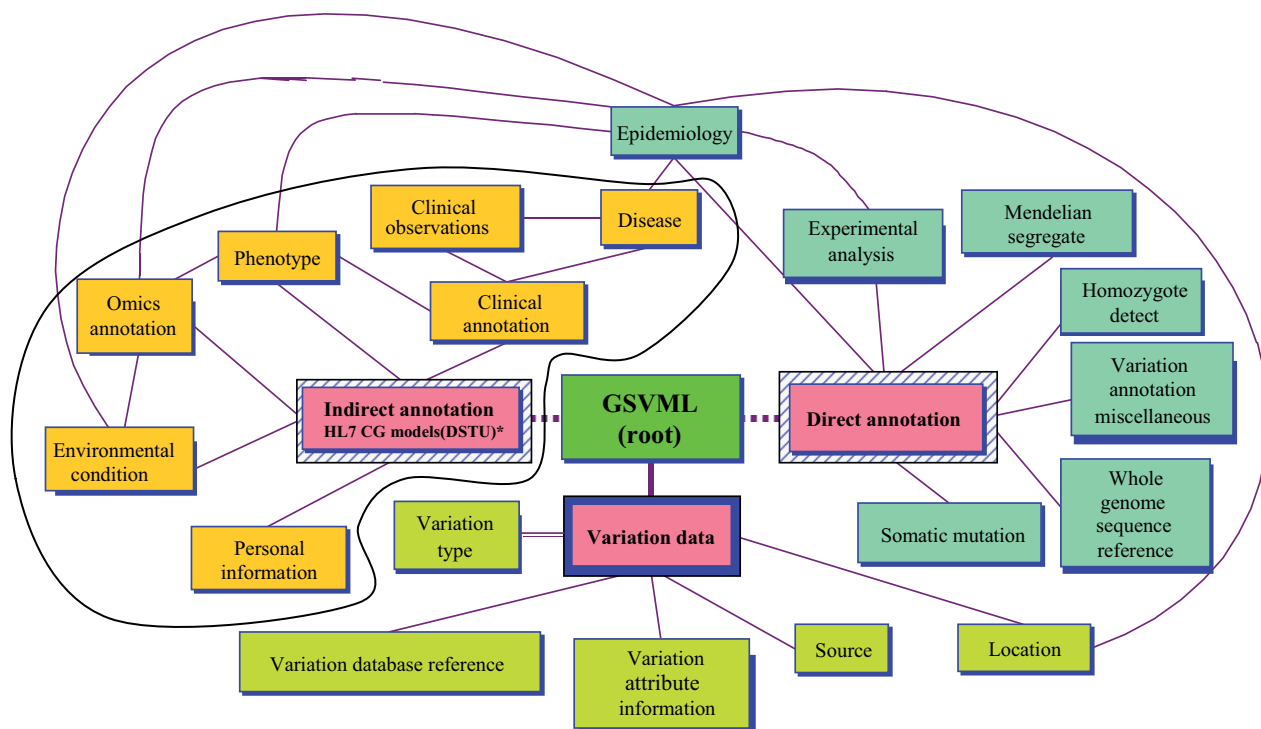 Epidemiology
Clinical
observations
Disease
Experimental
analysis
Mendelian
segregate
Phenotype
Omics
annotation
Clinical
annotation
Homozygote
detect
Variation
annotation
miscellaneous
Indirect annotation
HL7 CG models(DSTU)*
GSVML
(root)
Direct annotation
Environmental
condition
Whole
genome
sequence
reference
Variation
type
Variation data
Somatic mutation
Personal
information
Variation database reference
Variation
attribute
information
Source
Location